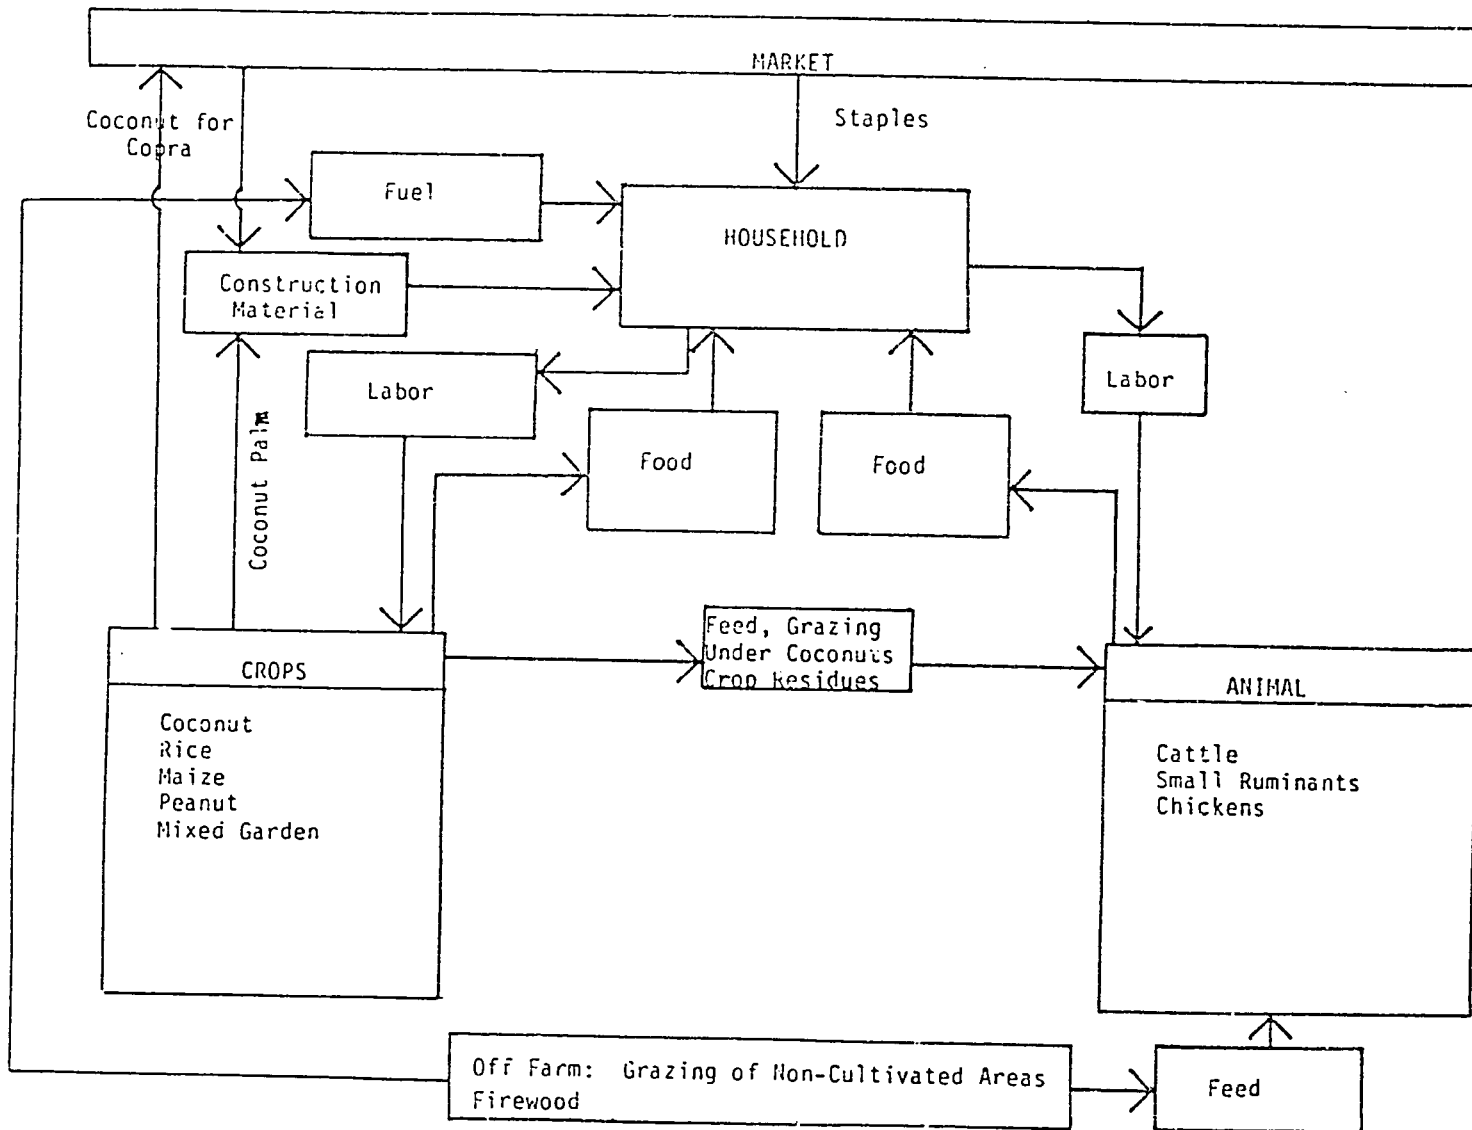 MARKET
Coconut for
Copra
Staples
Fuel
HOUSEHOLD
Construction
Material
Labor
Labor
Coconut Palm
Food
Food
Feed, Grazing
Under Coconuts
Crop Residues
CROPS
Coconut
Rice
Maize
Peanut
Mixed Garden
ANIMAL
Cattle
Small Ruminants
Chickens
Off Farm: Grazing of Non-Cultivated Areas
Firewood
Feed